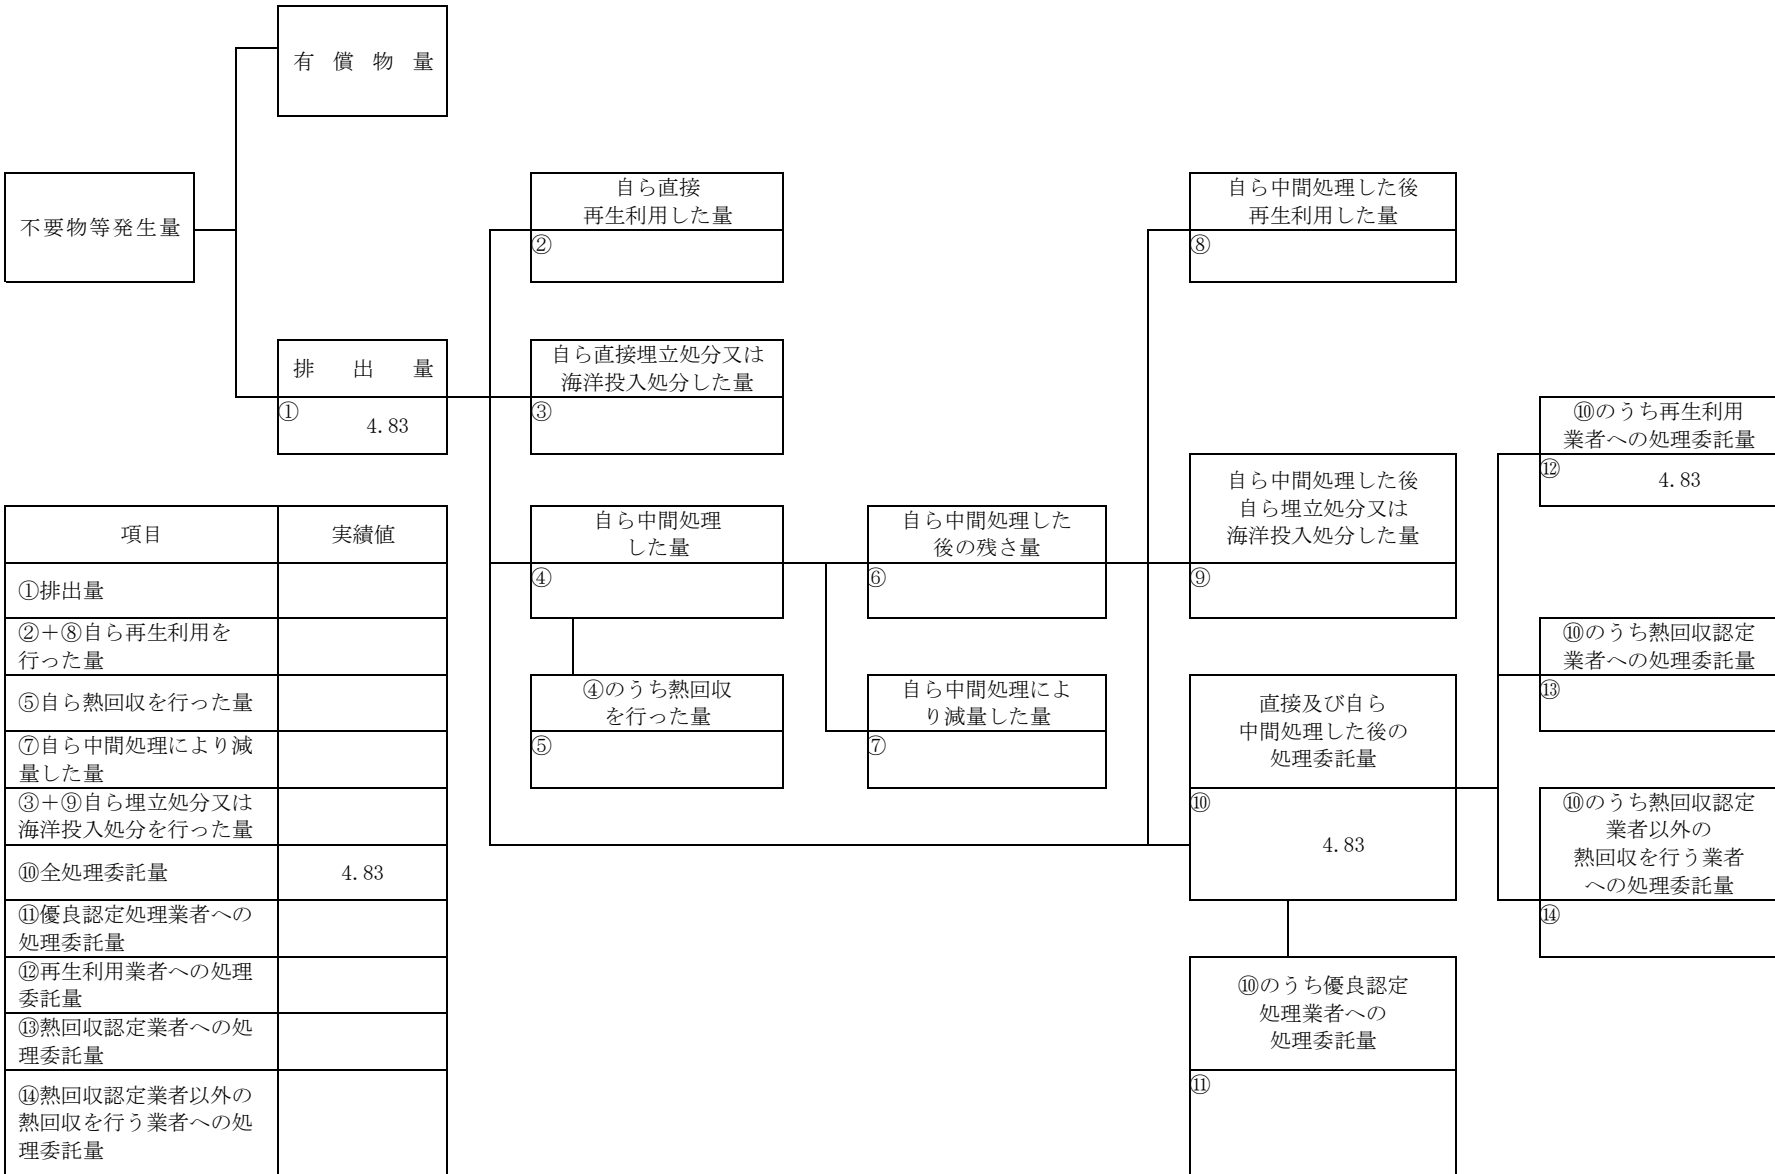 有償物量
不要物等発生量
自ら直接
再生利用した量
②
自ら中間処理した後
再生利用した量
⑧
排出量
①
4.83
自ら直接埋立処分又は
海洋投入処分した量
③
⑩のうち再生利用
業者への処理委託量
⑫
4.83
自ら中間処理
した量
④
自ら中間処理した
後の残さ量
⑥
自ら中間処理した後
自ら埋立処分又は
海洋投入処分した量
⑨
⑩のうち熱回収認定
業者への処理委託量
⑬
④のうち熱回収
を行った量
⑤
自ら中間処理によ
り減量した量
⑦
直接及び自ら
中間処理した後の
処理委託量
⑩
4.83
⑩のうち熱回収認定
業者以外の
熱回収を行う業者
への処理委託量
⑭
⑩のうち優良認定
処理業者への
処理委託量
⑪
項目 実績値
①排出量
②＋⑧自ら再生利用を
行った量
⑤自ら熱回収を行った量
⑦自ら中間処理により減
量した量
③＋⑨自ら埋立処分又は
海洋投入処分を行った量
⑩全処理委託量 4.83
⑪優良認定処理業者への
処理委託量
⑫再生利用業者への処理
委託量
⑬熱回収認定業者への処
理委託量
⑭熱回収認定業者以外の
熱回収を行う業者への処
理委託量